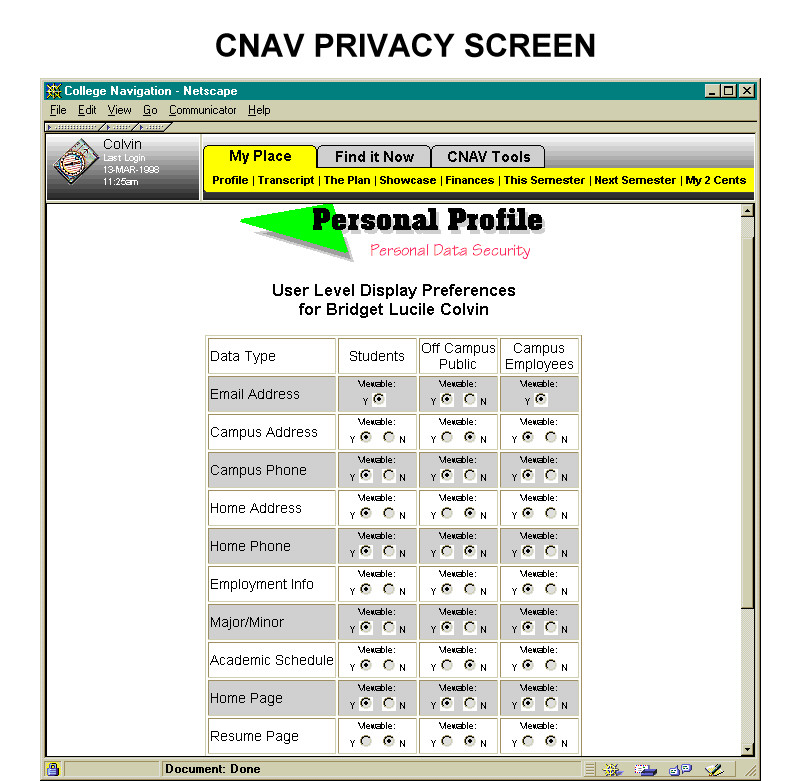 CNAV PRIVACY SCREEN
College Navigation - Netscape
File Edit View Go Communicator Help
Colvin
Last Login
13-MAR-1998
11:25am
My Place Find it Now CNAV Tools
Profile | Transcript | The Plan | Showcase | Finances | This Semester | Next Semester | My 2 Cents
Personal Profile
Personal Data Security
User Level Display Preferences
for Bridget Lucile Colvin
Data Type Students Off Campus Public Campus Employees
Email Address Viewable: Y Viewable: Y N Viewable: Y
Campus Address Viewable: Y N Viewable: Y N Viewable: Y N
Campus Phone Viewable: Y N Viewable: Y N Viewable: Y N
Home Address Viewable: Y N Viewable: Y N Viewable: Y N
Home Phone Viewable: Y N Viewable: Y N Viewable: Y N
Employment Info Viewable: Y N Viewable: Y N Viewable: Y N
Major/Minor Viewable: Y N Viewable: Y N Viewable: Y N
Academic Schedule Viewable: Y N Viewable: Y N Viewable: Y N
Home Page Viewable: Y N Viewable: Y N Viewable: Y N
Resume Page Viewable: Y N Viewable: Y N Viewable: Y N
Document: Done